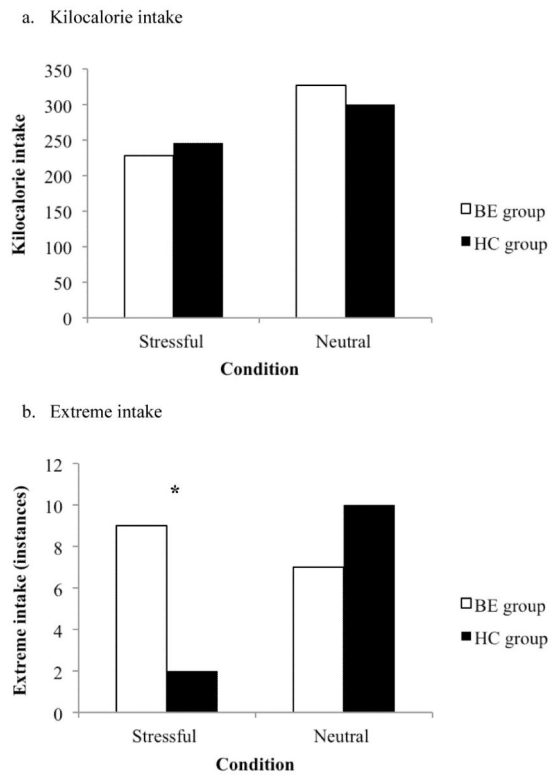 a. Kilocalorie intake
Kilocalorie intake
350
300
250
200
150
100
50
0
Stressful Neutral
Condition
BE group
HC group
b. Extreme intake
Extreme intake (instances)
12
10
8
6
4
2
0
*
Stressful Neutral
Condition
BE group
HC group